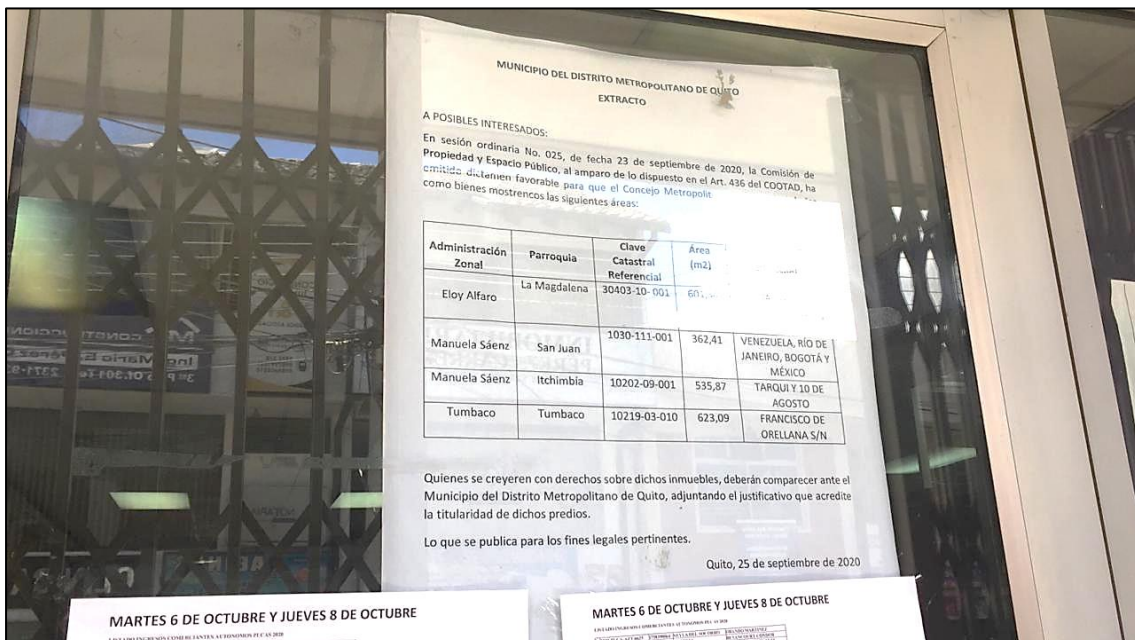 MUNICIPIO DEL DISTRITO METROPOLITANO DE QUITO
EXTRACTO
A POSIBLES INTERESADOS:
En sesión ordinaria No. 025, de fecha 23 de septiembre de 2020, la Comisión de
Propiedad y Espacio Público, al amparo de lo dispuesto en el Art. 436 del COOTAD, ha
emitido dictamen favorable para que el Concejo
como bienes mostrencos las siguientes áreas:
Administración Zonal Parroquia Clave Catastral Referencial Área (m2)
Eloy Alfaro La Magdalena 30403-10-001
Manuela Sáenz San Juan 1030-111-001 362,41 VENEZUELA, RÍO DE
JANEIRO, BOGOTÁ Y
MÉXICO
Manuela Sáenz Itchimbía 10202-09-001 535,87 TARQUI Y 10 DE
AGOSTO
Tumbaco Tumbaco 10219-03-010 623,09 FRANCISCO DE
ORELLANA S/N
Quienes se creyeren con derechos sobre dichos inmuebles, deberán comparecer ante el
Municipio del Distrito Metropolitano de Quito, adjuntando el justificativo que acredite
la titularidad de dichos predios.
Lo que se publica para los fines legales pertinentes.
Quito, 25 de septiembre de 2020
MARTES 6 DE OCTUBRE Y JUEVES 8 DE OCTUBRE
MARTES 6 DE OCTUBRE Y JUEVES 8 DE OCTUBRE